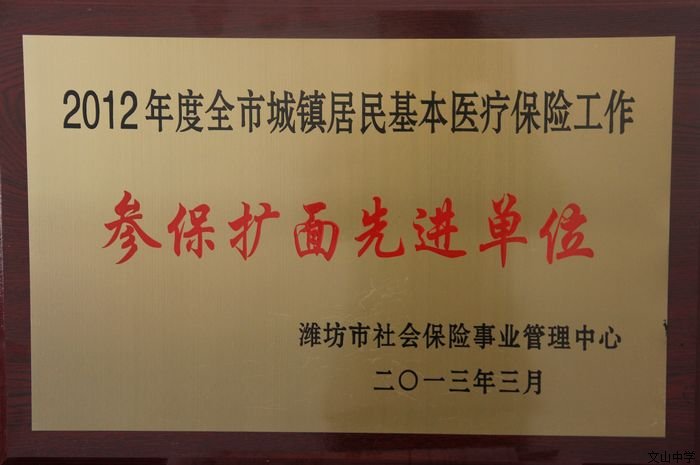 2012年度全市城镇居民基本医疗保险工作
参保扩面先进单位
潍坊市社会保险事业管理中心
二〇一三年三月
文山中学